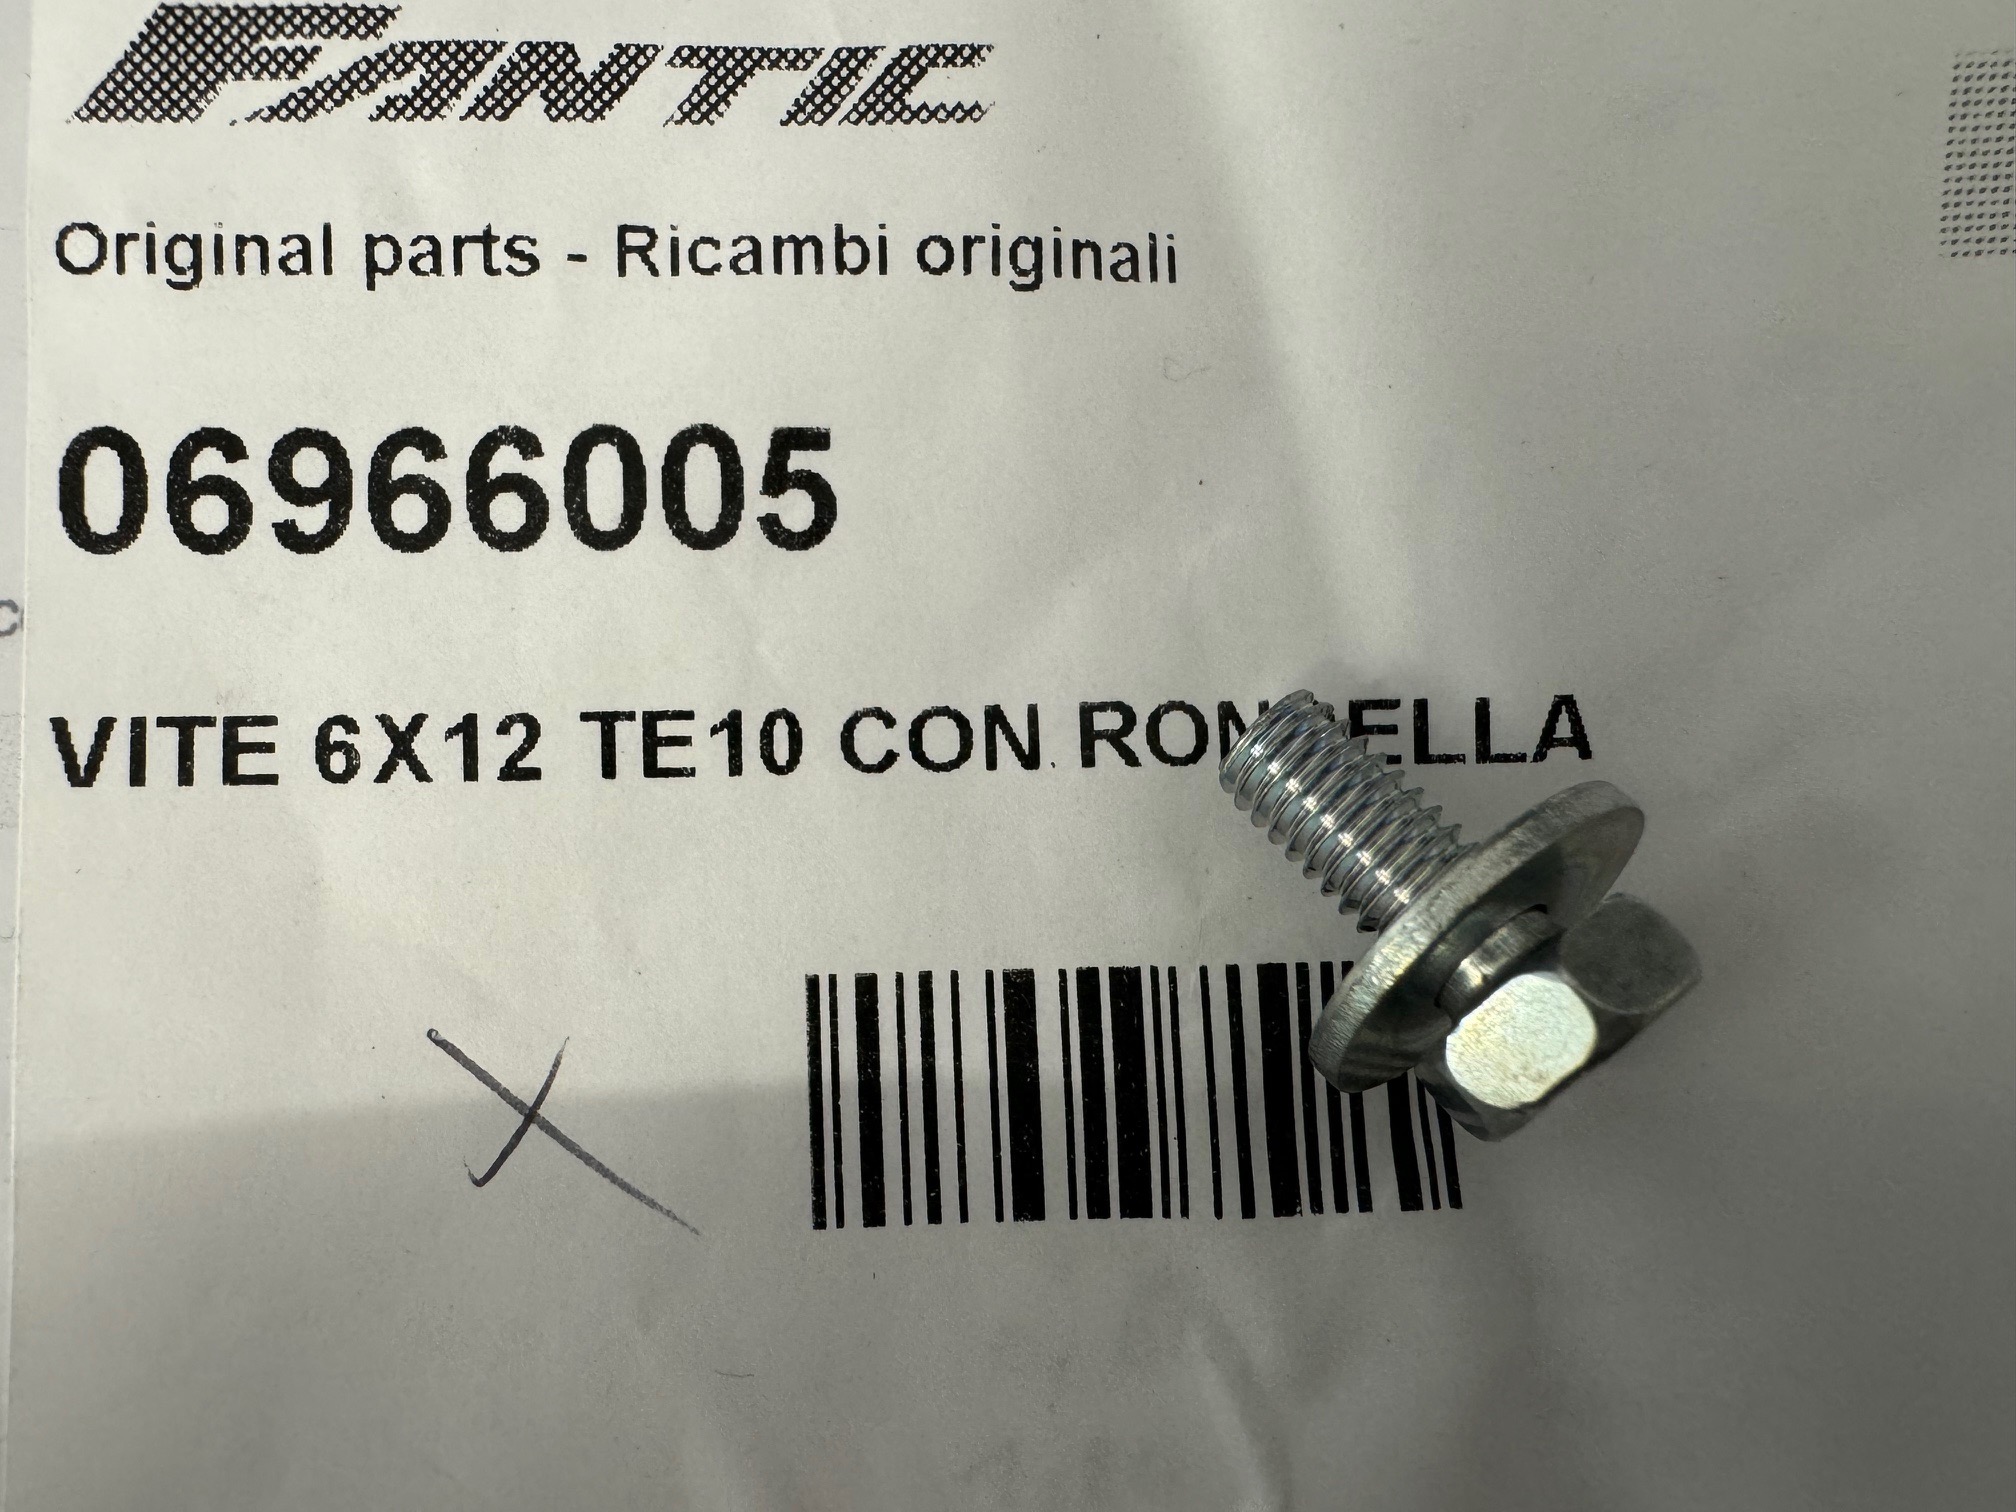 FANTIC
Original parts - Ricambi originali
06966005
VITE 6X12 TE10 CON